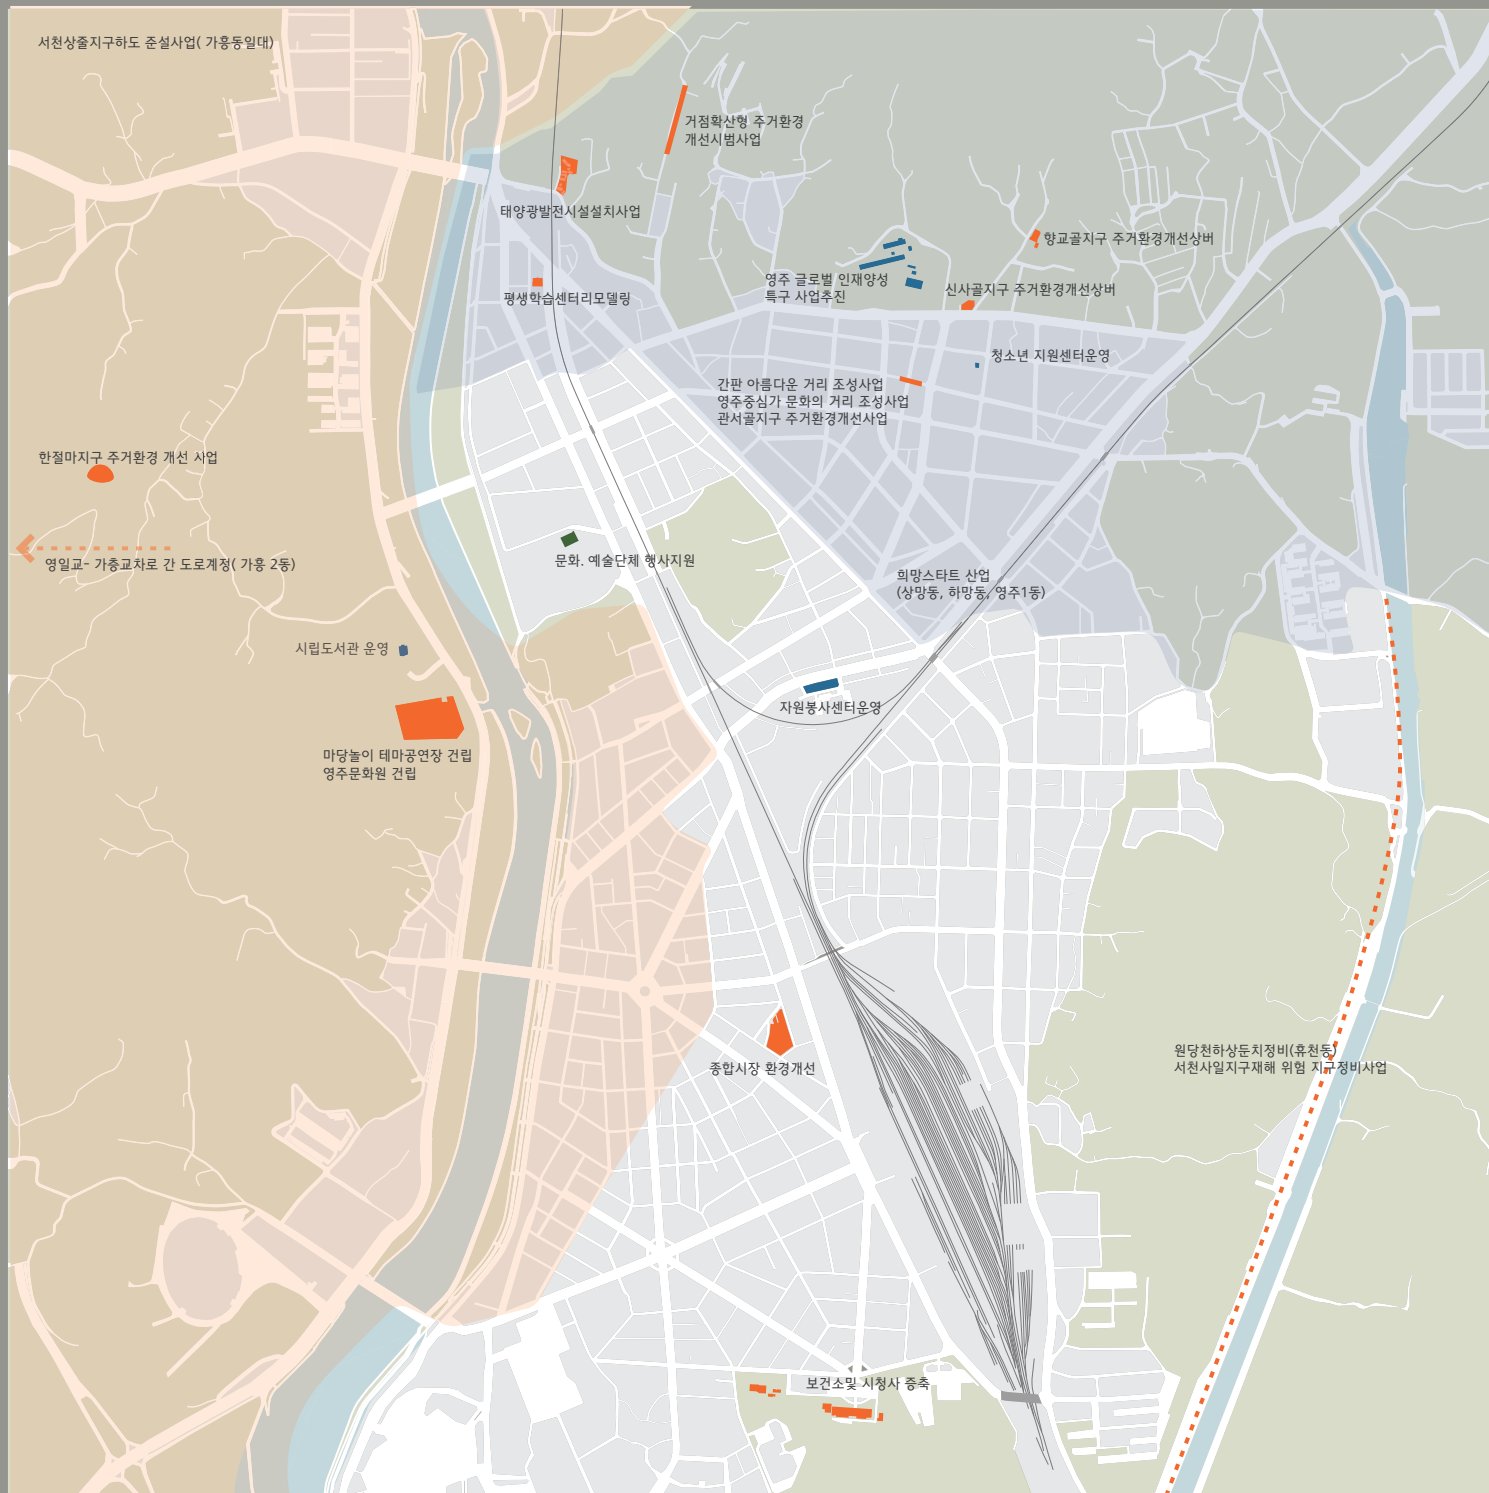 서천상줄지구하도 준설사업( 가흥동일대)
거점확산형 주거환경
개선시범사업
태양광발전시설설치사업
향교골지구 주거환경개선상버
영주 글로벌 인재양성
특구 사업추진
신사골지구 주거환경개선상버
평생학습센터리모델링
청소년 지원센터운영
간판 아름다운 거리 조성사업
영주중심가 문화의 거리 조성사업
관서골지구 주거환경개선사업
한절마지구 주거환경 개선 사업
영일교- 가층교차로 간 도로계정( 가흥 2동)
문화. 예술단체 행사지원
희망스타트 산업
(상망동, 하망동, 영주1동)
시립도서관 운영
자원봉사센터운영
마당놀이 테마공연장 건립
영주문화원 건립
원당천하상둔치정비(휴천동)
서천사일지구재해 위험 지구정비사업
종합시장 환경개선
보건소및 시청사 증축